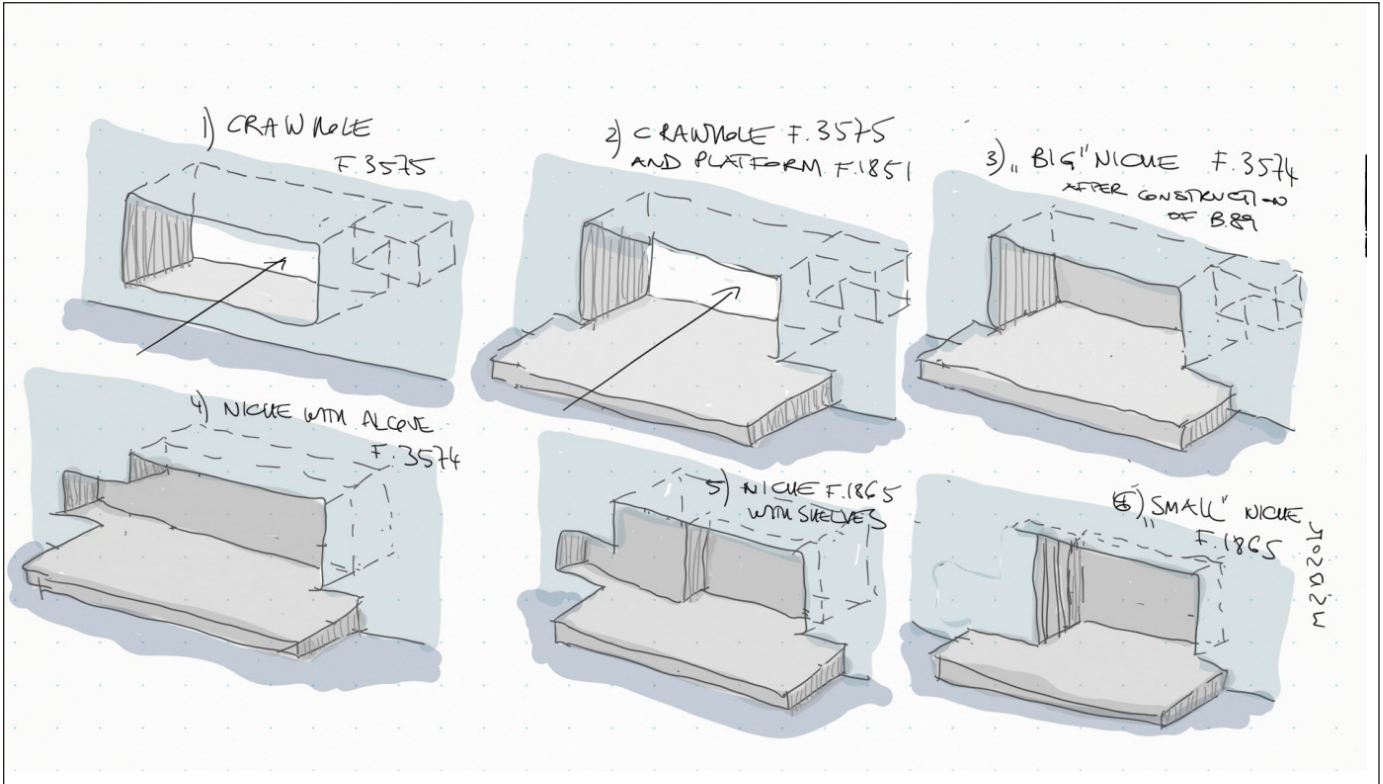 1) CRAWHOLE
F.3575
2) CRAWHOLE F.3575
AND PLATFORM F.1851
3) „BIG" NICHE F.3574
AFTER CONSTRUCTION
OF B.89
4) NICHE WITH ALCOVE
F.3574
5) NICHE F.1865
WITH SHELVES
6) „SMALL" NICHE
F.1865